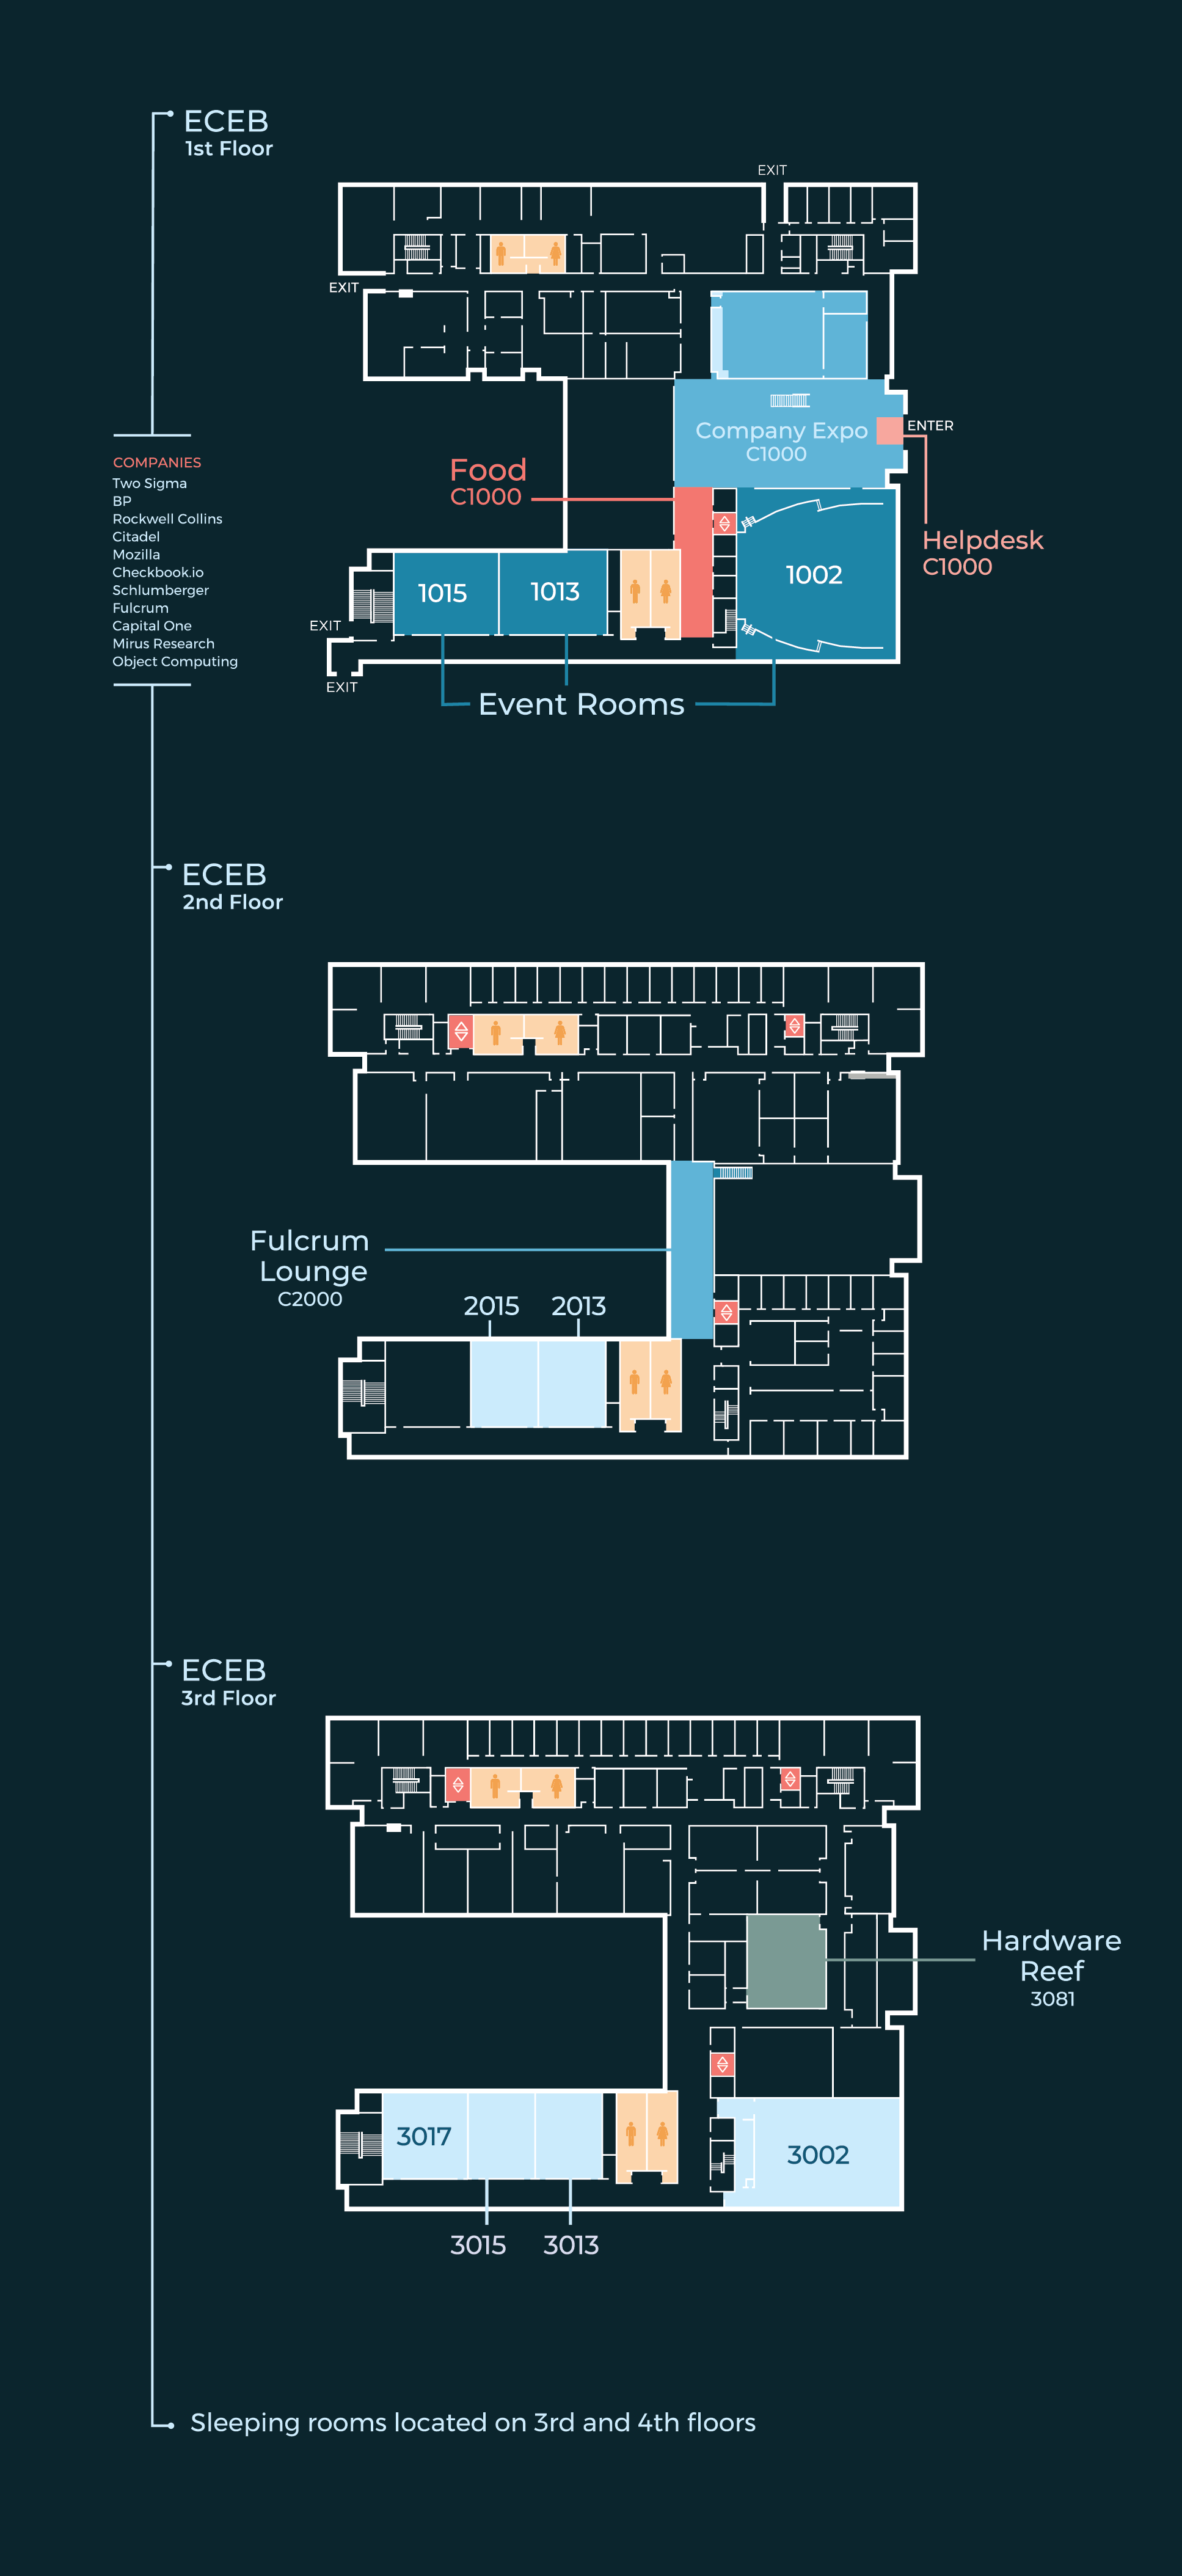 ECEB
1st Floor
EXIT
EXIT
Company Expo
C1000
ENTER
COMPANIES
Two Sigma
BP
Rockwell Collins
Citadel
Mozilla
Checkbook.io
Schlumberger
Fulcrum
Capital One
Mirus Research
Object Computing
Food
C1000
Helpdesk
C1000
1015
1013
1002
EXIT
EXIT
Event Rooms
ECEB
2nd Floor
Fulcrum
Lounge
C2000
2015
2013
ECEB
3rd Floor
Hardware
Reef
3081
3017
3002
3015
3013
Sleeping rooms located on 3rd and 4th floors